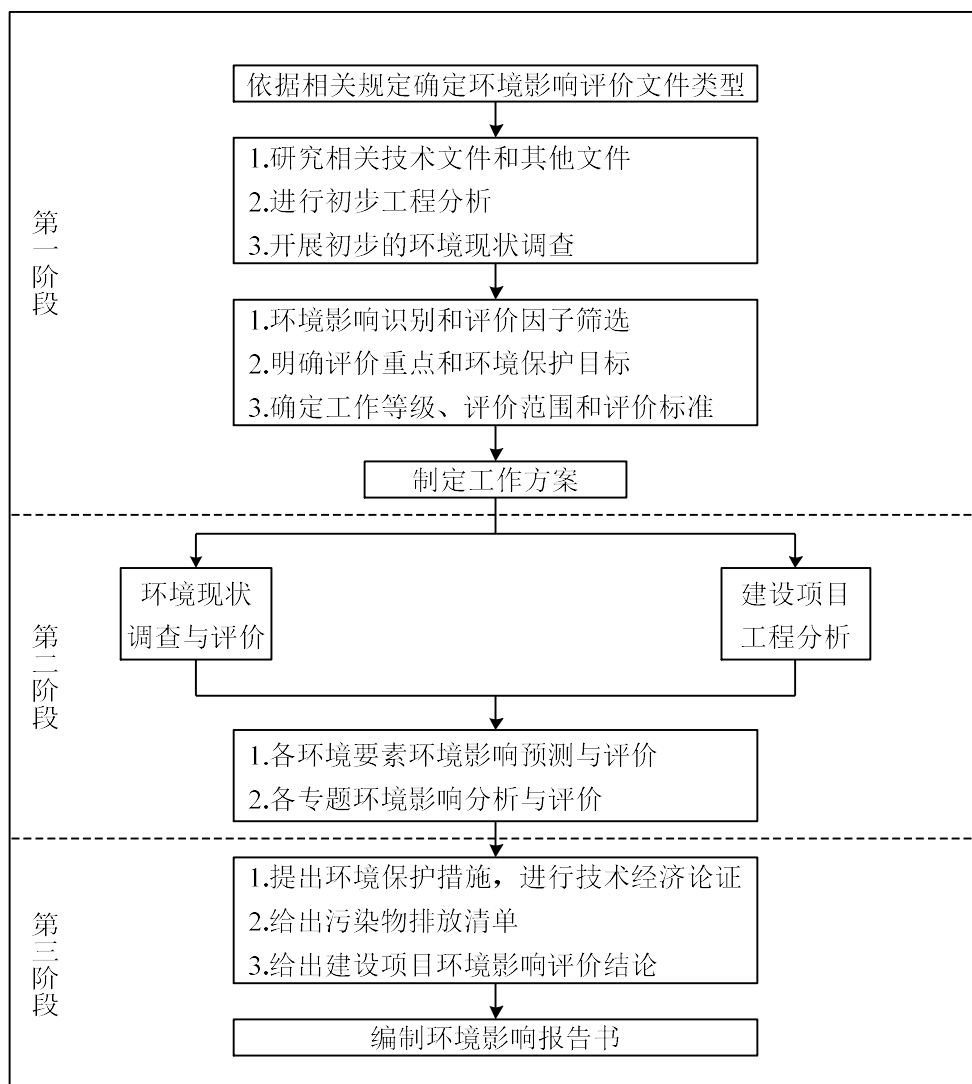 依据相关规定确定环境影响评价文件类型
1.研究相关技术文件和其他文件
2.进行初步工程分析
3.开展初步的环境现状调查
第一阶段
1.环境影响识别和评价因子筛选
2.明确评价重点和环境保护目标
3.确定工作等级、评价范围和评价标准
制定工作方案
环境现状
调查与评价
建设项目
工程分析
第二阶段
1.各环境要素环境影响预测与评价
2.各专题环境影响分析与评价
1.提出环境保护措施，进行技术经济论证
2.给出污染物排放清单
3.给出建设项目环境影响评价结论
第三阶段
编制环境影响报告书